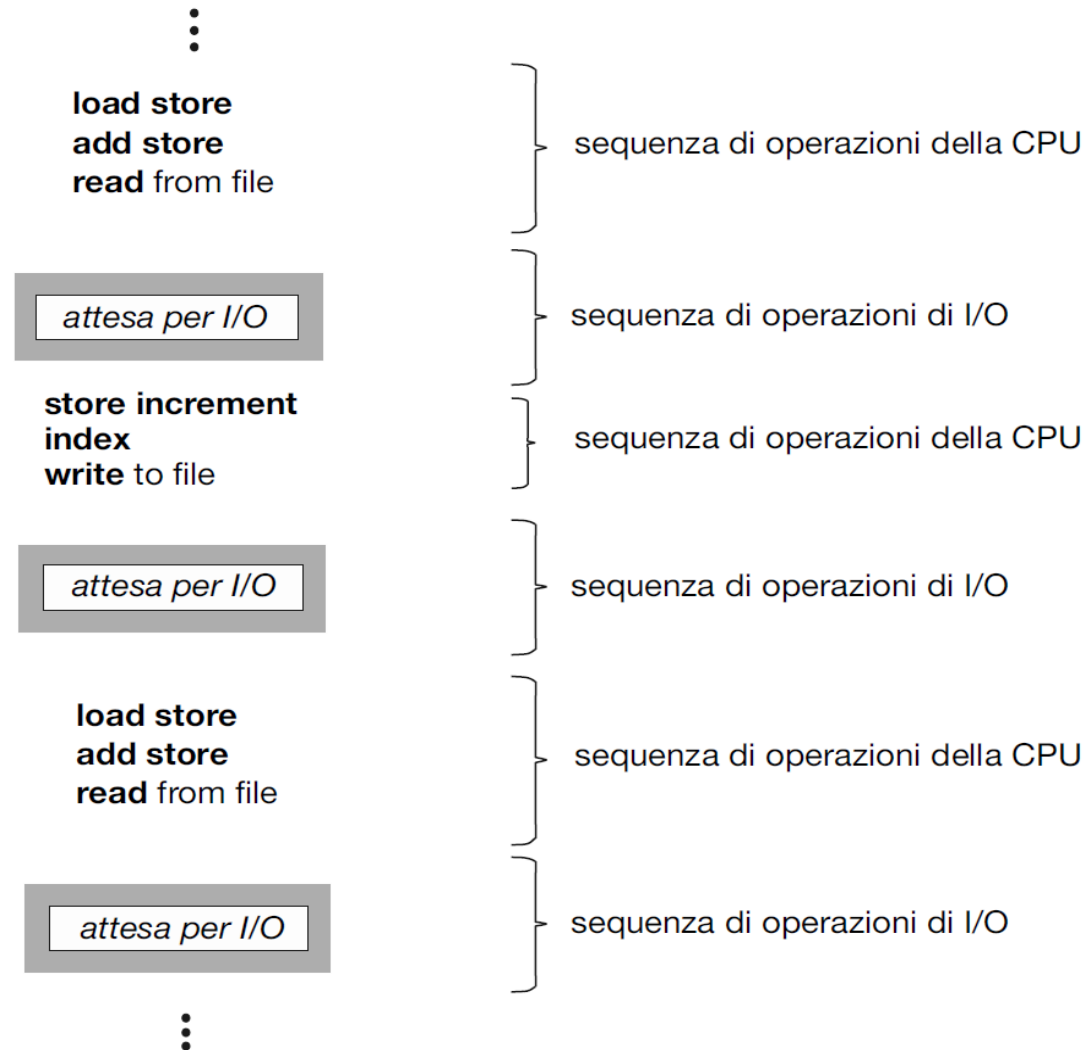 load store
add store
read from file
sequenza di operazioni della CPU
attesa per I/O
sequenza di operazioni di I/O
store increment
index
write to file
sequenza di operazioni della CPU
attesa per I/O
sequenza di operazioni di I/O
load store
add store
read from file
sequenza di operazioni della CPU
attesa per I/O
sequenza di operazioni di I/O